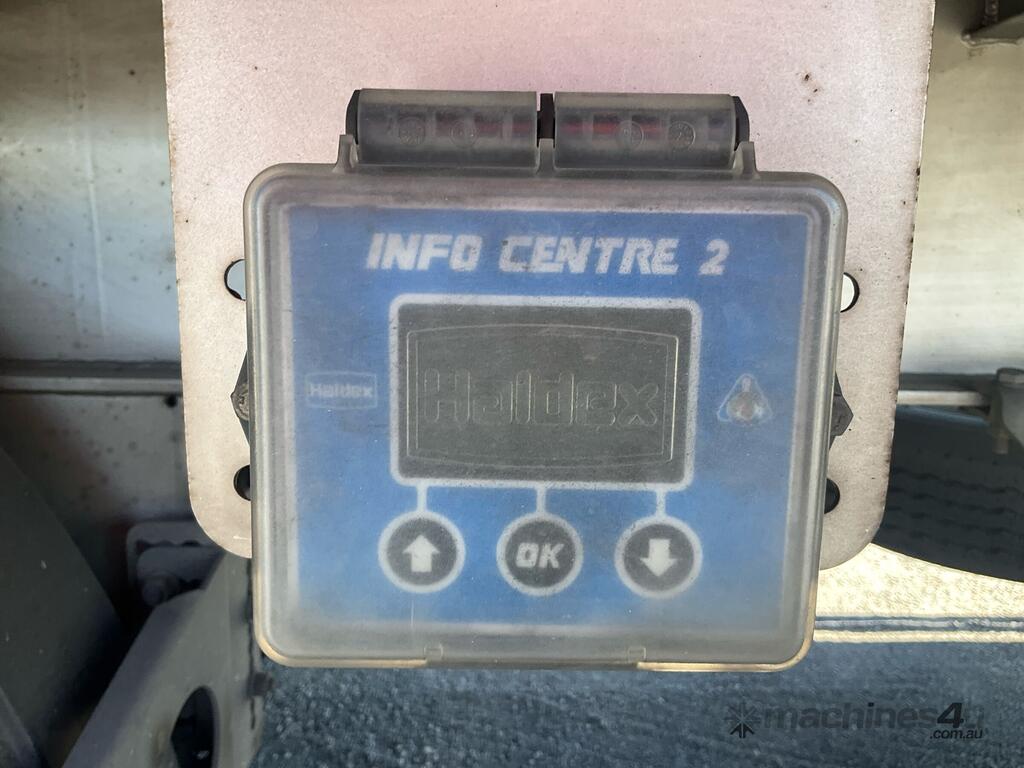 INFO CENTRE 2
Haldex
Haldex
OK
machines4u
.com.au